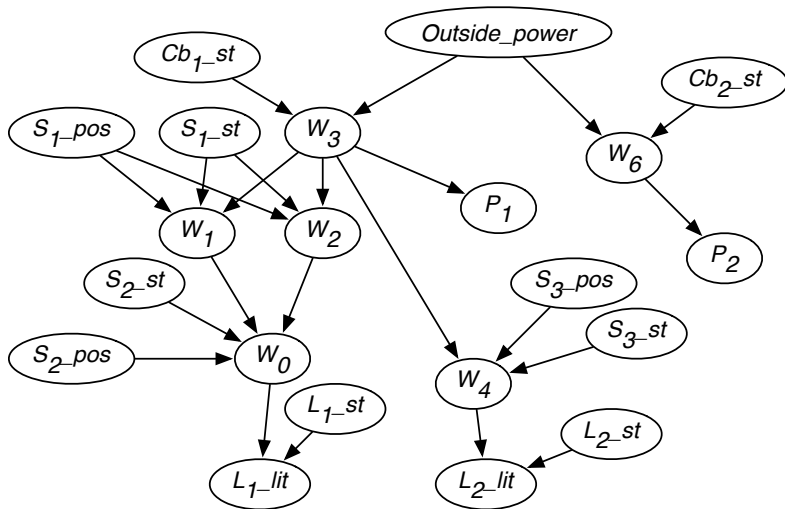 Outside_power
Cb1_st
Cb2_st
S1_pos
S1_st
W3
W6
P1
W1
W2
P2
S2_st
S3_pos
S3_st
S2_pos
W0
W4
L1_st
L2_st
L1_lit
L2_lit